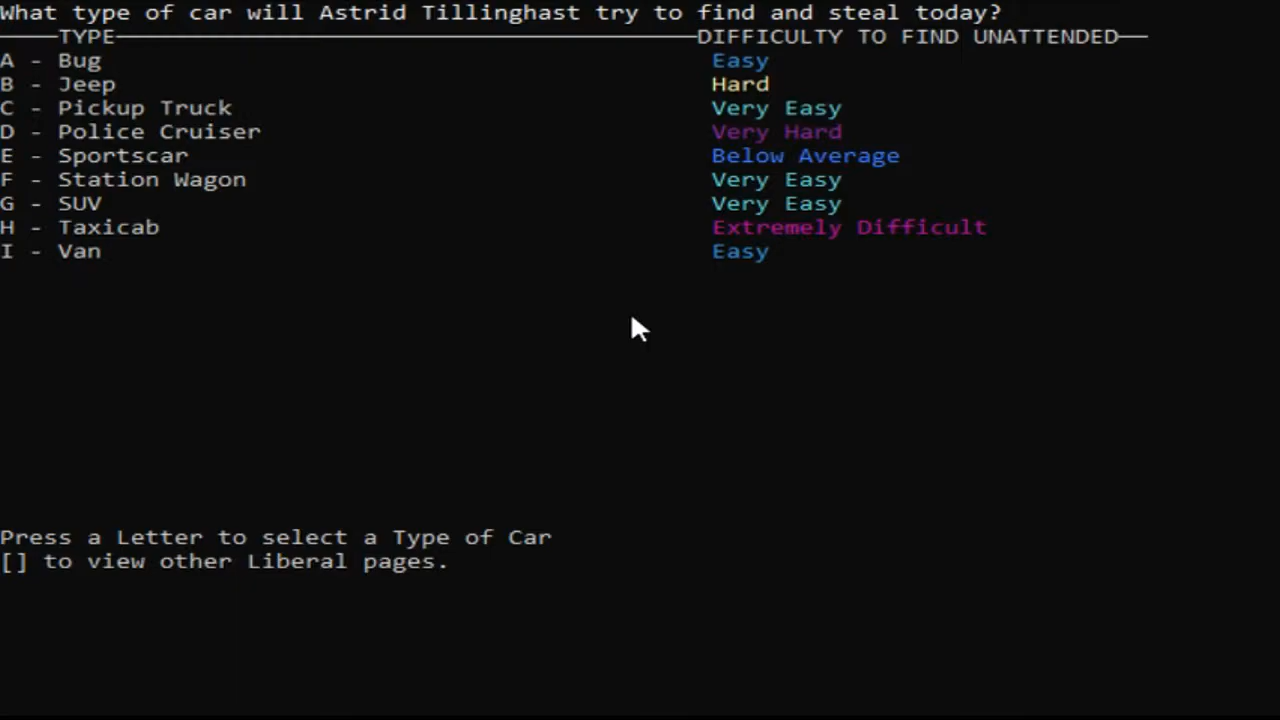 What type of car will Astrid Tillinghast try to find and steal today?
────TYPE────────────────────────────────────────DIFFICULTY TO FIND UNATTENDED──
A - Bug Easy
B - Jeep Hard
C - Pickup Truck Very Easy
D - Police Cruiser Very Hard
E - Sportscar Below Average
F - Station Wagon Very Easy
G - SUV Very Easy
H - Taxicab Extremely Difficult
I - Van Easy
Press a Letter to select a Type of Car
[] to view other Liberal pages.